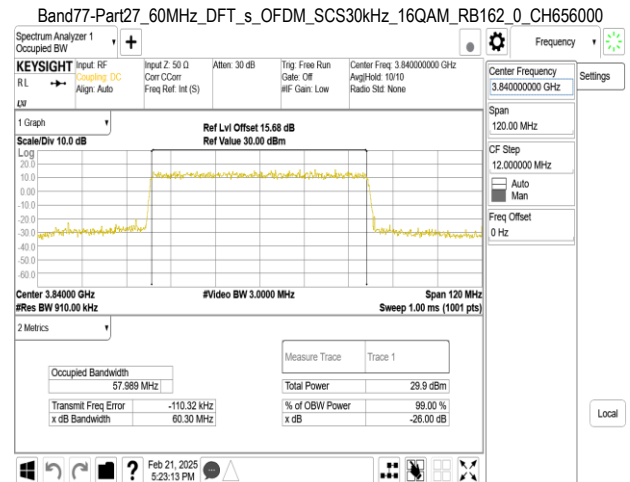 Band77-Part27_60MHz_DFT_s_OFDM_SCS30kHz_16QAM_RB162_0_CH656000
Spectrum Analyzer 1
Occupied BW
Frequency
KEYSIGHT Input: RF Input Z: 50 Ω Atten: 30 dB Trig: Free Run Center Freq: 3.840000000 GHz
RL Coupling: DC Corr CCorr Gate: Off Avg|Hold: 10/10
Align: Auto Freq Ref: Int (S) #IF Gain: Low Radio Std: None
LXI
Center Frequency
3.840000000 GHz
Settings
Span
120.00 MHz
CF Step
12.000000 MHz
Auto
Man
Freq Offset
0 Hz
1 Graph
Ref Lvl Offset 15.68 dB
Scale/Div 10.0 dB Ref Value 30.00 dBm
Log
20.0
10.0
0.00
-10.0
-20.0
-30.0
-40.0
-50.0
-60.0
Center 3.84000 GHz #Video BW 3.0000 MHz Span 120 MHz
#Res BW 910.00 kHz Sweep 1.00 ms (1001 pts)
2 Metrics
Measure Trace Trace 1
Occupied Bandwidth
57.989 MHz Total Power 29.9 dBm
Transmit Freq Error -110.32 kHz % of OBW Power 99.00 %
x dB Bandwidth 60.30 MHz x dB -26.00 dB
Local
Feb 21, 2025
5:23:13 PM